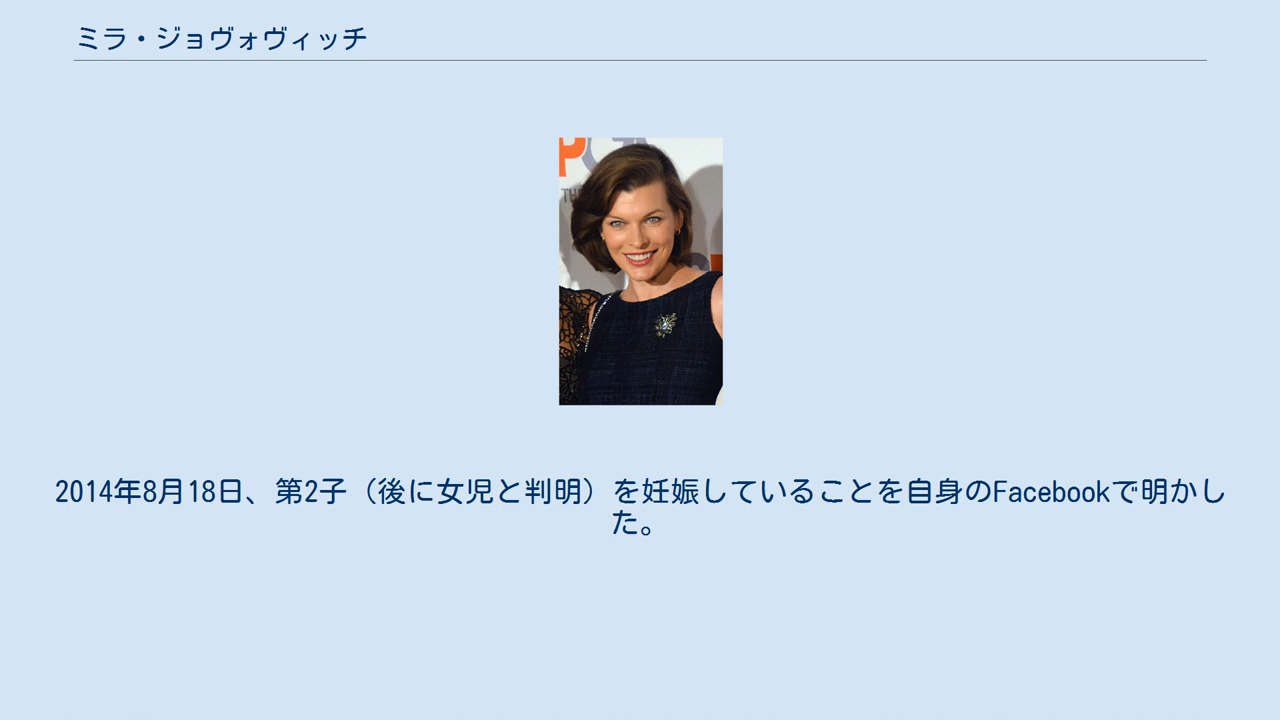 ミラ・ジョヴォヴィッチ
P
THE
2014年8月18日、第2子（後に女児と判明）を妊娠していることを自身のFacebookで明かし
た。